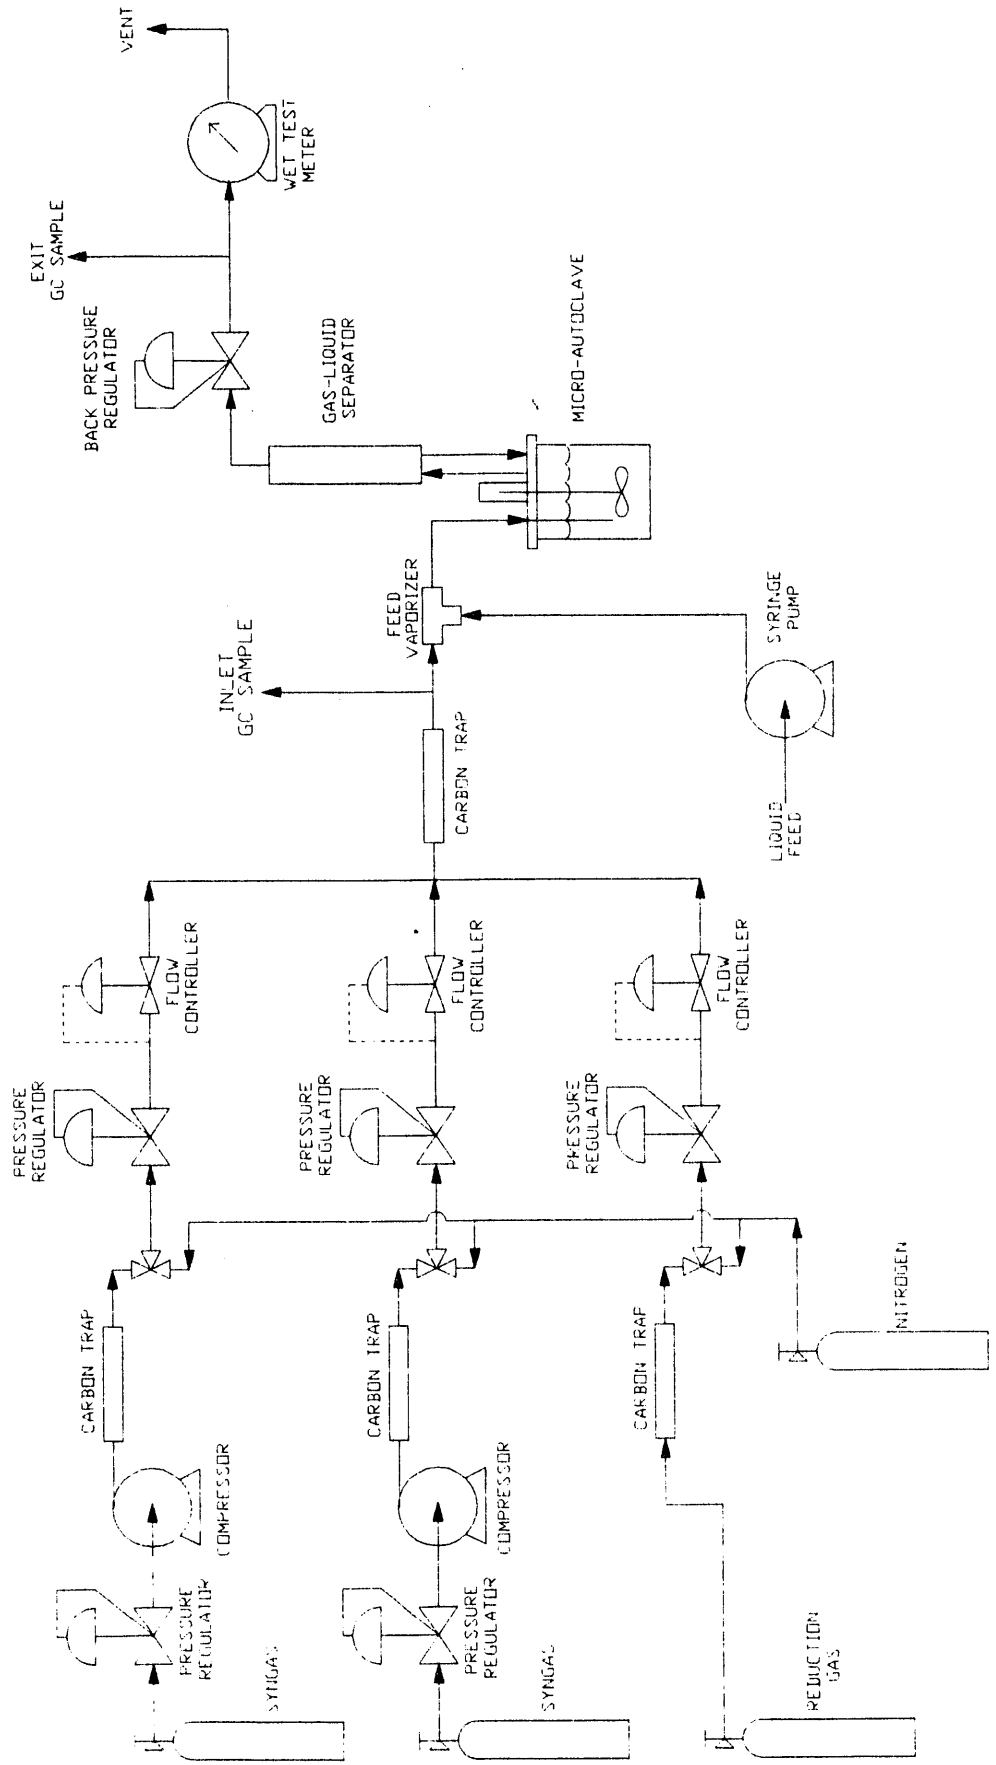 SYNGAS
PRESSURE
REGULATOR
COMPRESSOR
CARBON TRAP
PRESSURE
REGULATOR
FLOW
CONTROLLER
SYNGAS
PRESSURE
REGULATOR
COMPRESSOR
CARBON TRAP
PRESSURE
REGULATOR
FLOW
CONTROLLER
REDUCTION
GAS
CARBON TRAP
PRESSURE
REGULATOR
FLOW
CONTROLLER
NITROGEN
CARBON TRAP
INLET
GC SAMPLE
FEED
VAPORIZER
LIQUID
FEED
SYRINGE
PUMP
MICRO-AUTOCLAVE
GAS-LIQUID
SEPARATOR
BACK PRESSURE
REGULATOR
EXIT
GC SAMPLE
WET TEST
METER
VENT